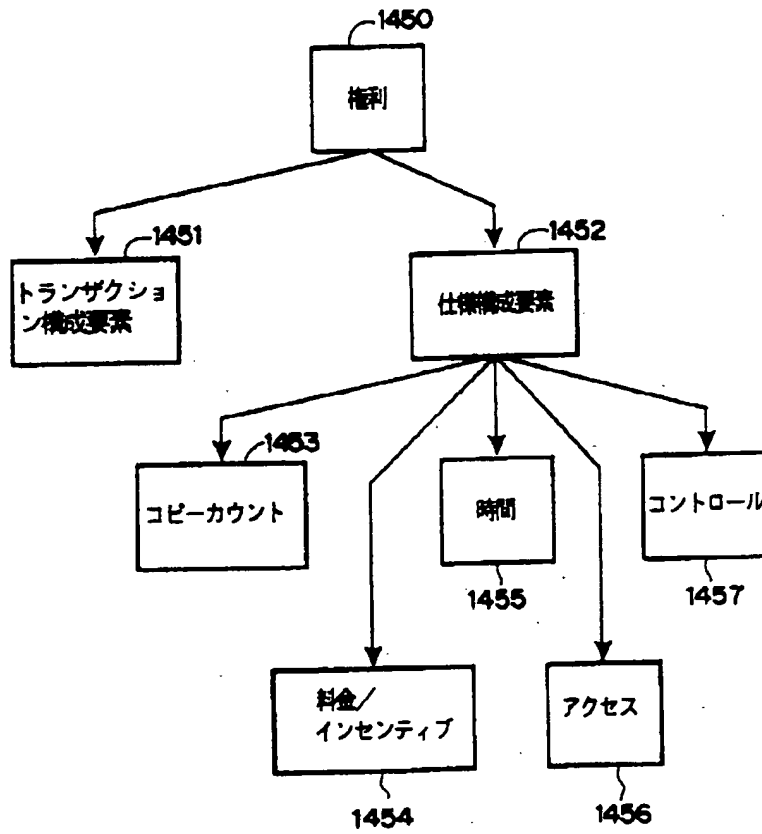 1450
権利
1451
トランザクショ
ン構成要素
1452
仕様構成要素
1453
コピーカウント
時間
1455
コントロール
1457
料金/
インセンティブ
1454
アクセス
1456